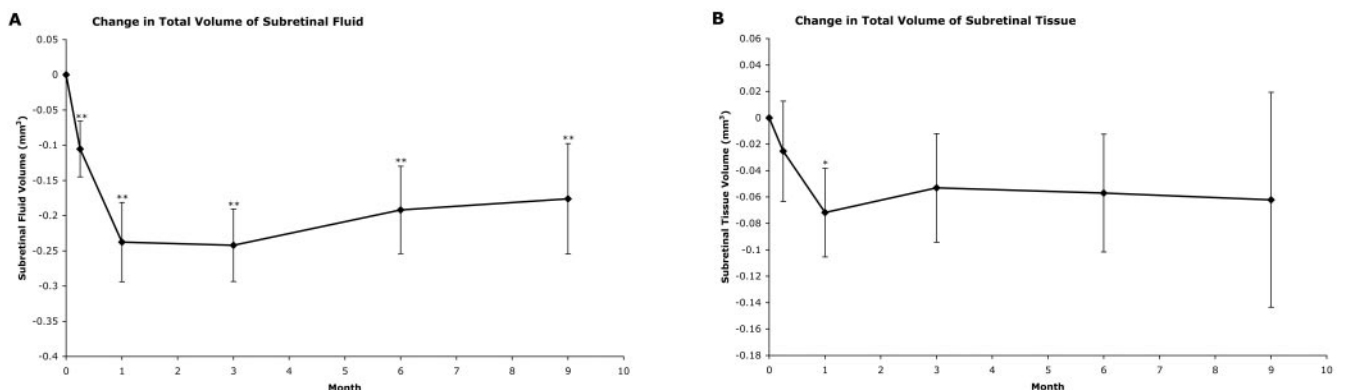 A
Change in Total Volume of Subretinal Fluid
Subretinal Fluid Volume (mm³)
0.05
0
-0.05
-0.1
-0.15
-0.2
-0.25
-0.3
-0.35
-0.4
**
**
**
**
**
0 1 2 3 4 5 6 7 8 9 10
Month
B
Change in Total Volume of Subretinal Tissue
Subretinal Tissue Volume (mm³)
0.06
0.04
0.02
0
-0.02
-0.04
-0.06
-0.08
-0.1
-0.12
-0.14
-0.16
-0.18
*
0 1 2 3 4 5 6 7 8 9 10
Month